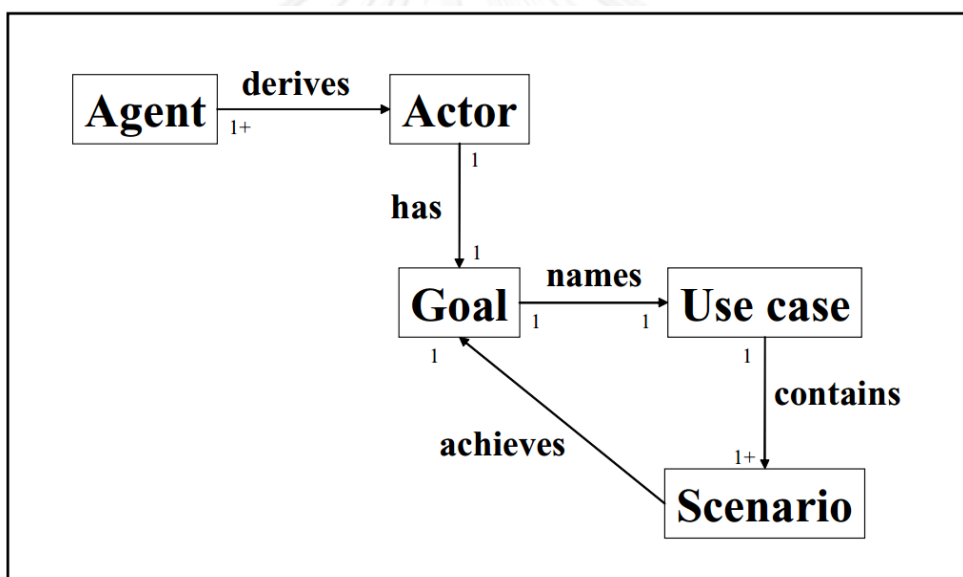 derives
Agent
Actor
1+
1
has
1
names
Goal
Use case
1
1
1
1
contains
achieves
1+
Scenario